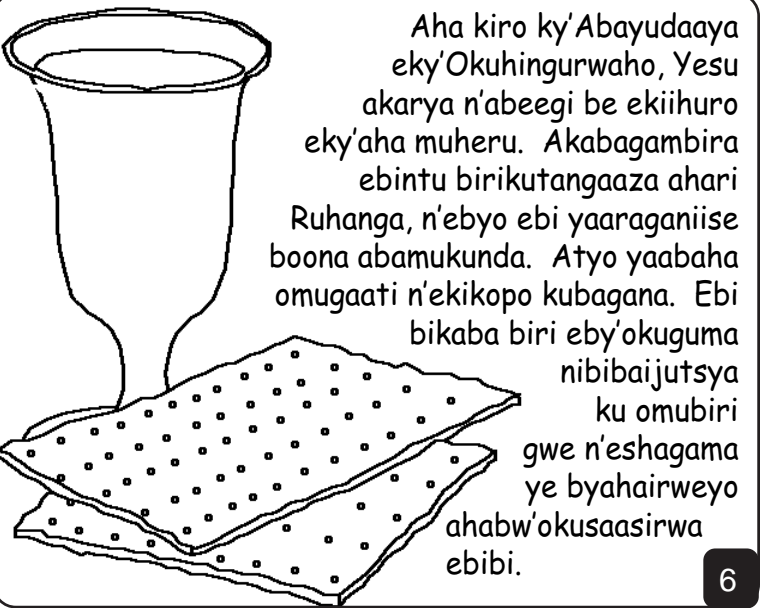 Aha kiro ky'Abayudaaya
eky'Okuhingurwaho, Yesu
akarya n'abeegi be ekiihuro
eky'aha muheru. Akabagambira
ebintu birikutangaaza ahari
Ruhanga, n'ebyo ebi yaaraganiise
boona abamukunda. Atyo yaabaha
omugaati n'ekikopo kubagana. Ebi
bikaba biri eby'okuguma
nibibaijutsya
ku omubiri
gwe n'eshagama
ye byahairweyo
ahabw'okusaasirwa
ebibi.
6